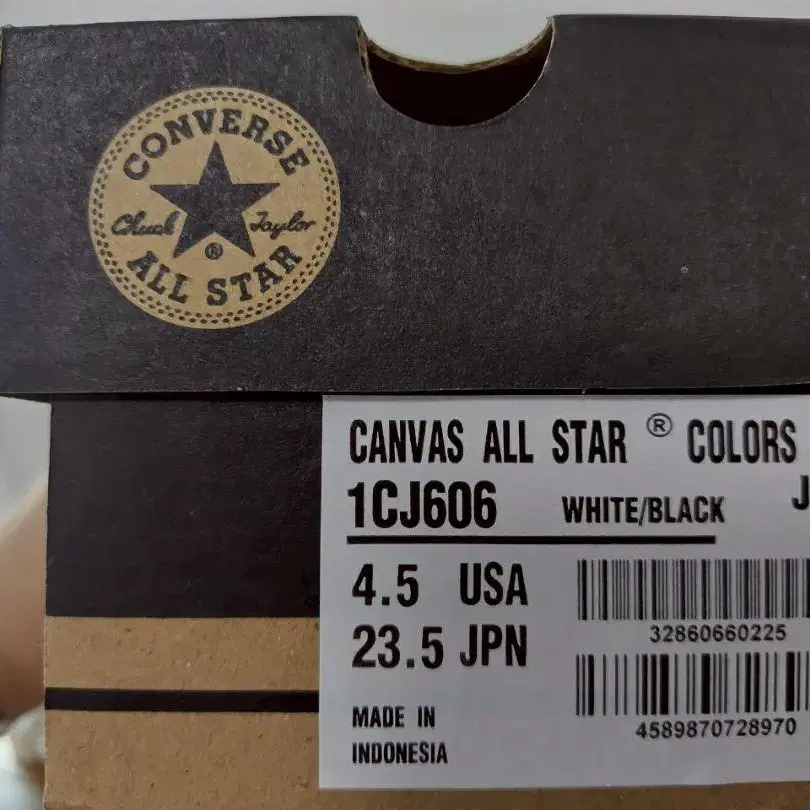 CONVERSE
Chuck Taylor
®
ALL STAR
CANVAS ALL STAR ® COLORS
1CJ606 WHITE/BLACK J
4.5 USA
23.5 JPN
32860660225
4589870728970
MADE IN
INDONESIA